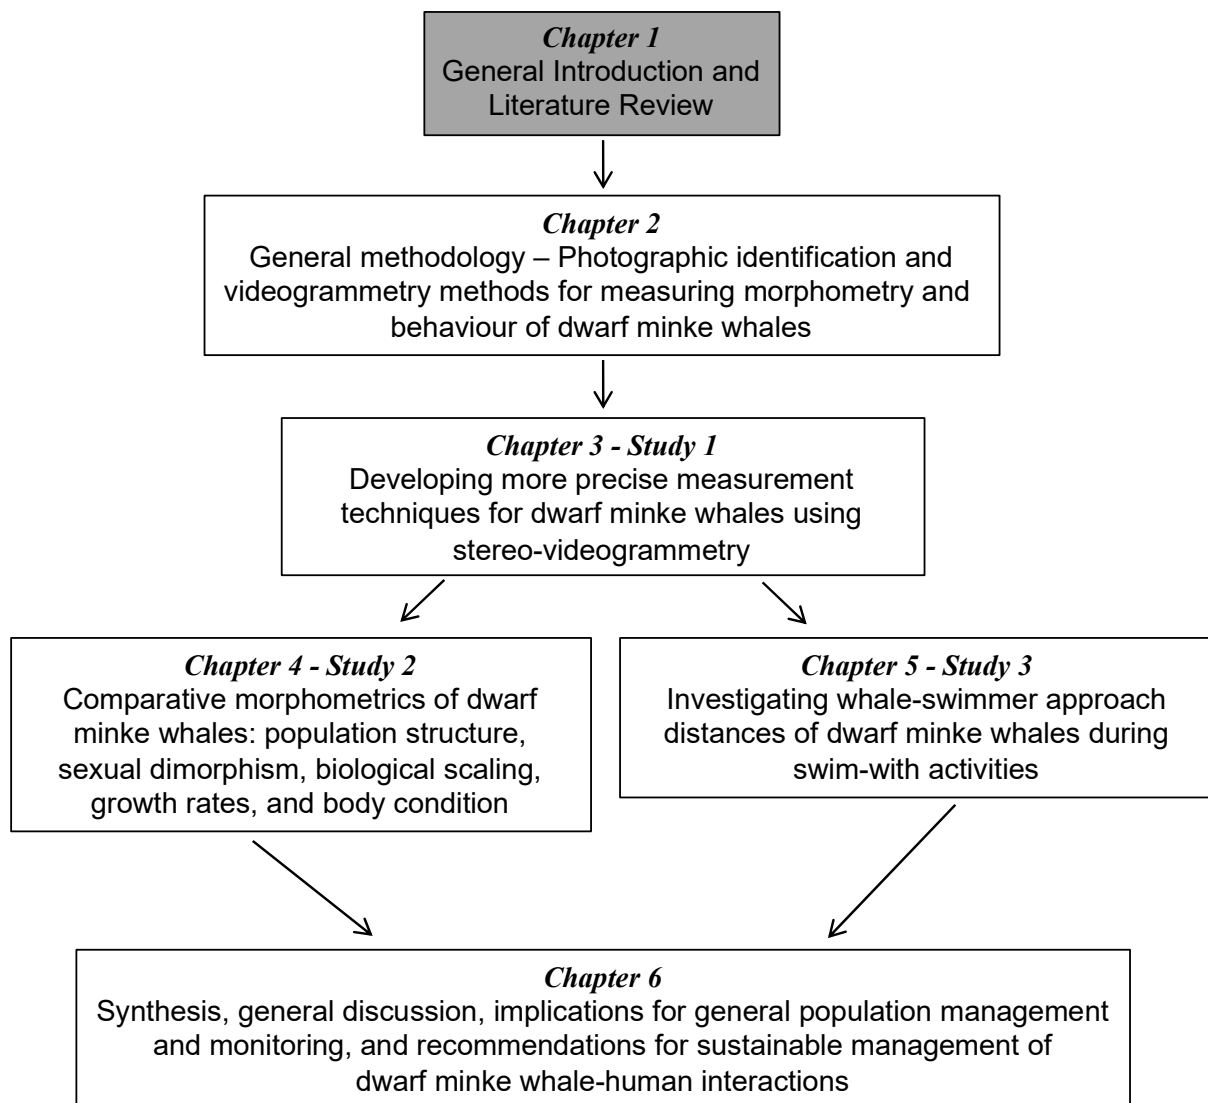 Chapter 1
General Introduction and
Literature Review
Chapter 2
General methodology – Photographic identification and
videogrammetry methods for measuring morphometry and
behaviour of dwarf minke whales
Chapter 3 - Study 1
Developing more precise measurement
techniques for dwarf minke whales using
stereo-videogrammetry
Chapter 4 - Study 2
Comparative morphometrics of dwarf
minke whales: population structure,
sexual dimorphism, biological scaling,
growth rates, and body condition
Chapter 5 - Study 3
Investigating whale-swimmer approach
distances of dwarf minke whales during
swim-with activities
Chapter 6
Synthesis, general discussion, implications for general population management
and monitoring, and recommendations for sustainable management of
dwarf minke whale-human interactions